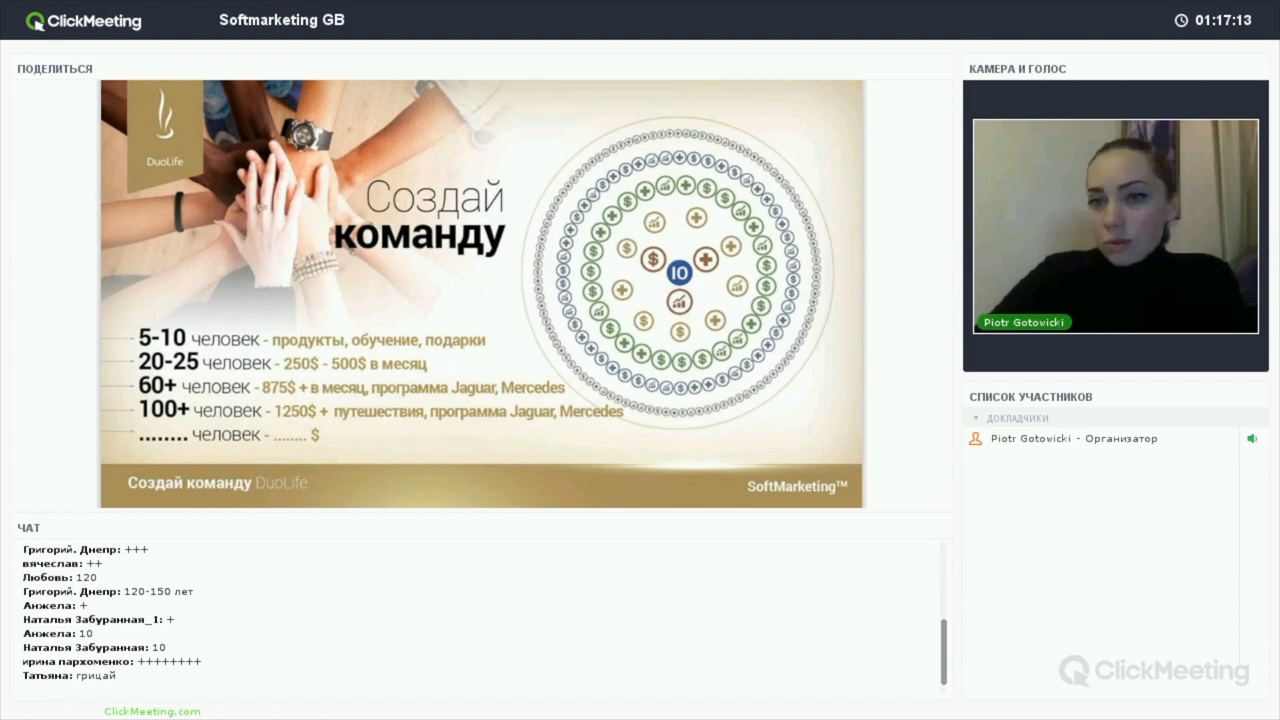 ClickMeeting
Softmarketing GB
01:17:13
ПОДЕЛИТЬСЯ
DuoLife
Создай
команду
IO
5-10 человек - продукты, обучение, подарки
20-25 человек - 250$ - 500$ в месяц
60+ человек - 875$ + в месяц, программа Jaguar, Mercedes
100+ человек - 1250$ + путешествия, программа Jaguar, Mercedes
........ человек - ........ $
Создай команду DuoLife
SoftMarketing™
КАМЕРА И ГОЛОС
Piotr Gotowicki
СПИСОК УЧАСТНИКОВ
ДОКЛАДЧИКИ
Piotr Gotowicki - Организатор
ЧАТ
Григорий. Днепр: +++
вячеслав: ++
Любовь: 120
Григорий. Днепр: 120-150 лет
Анжела: +
Наталья Забуранная_1: +
Анжела: 10
Наталья Забуранная: 10
ирина пархоменко: ++++++++
Татьяна: грицай
ClickMeeting
ClickMeeting.com